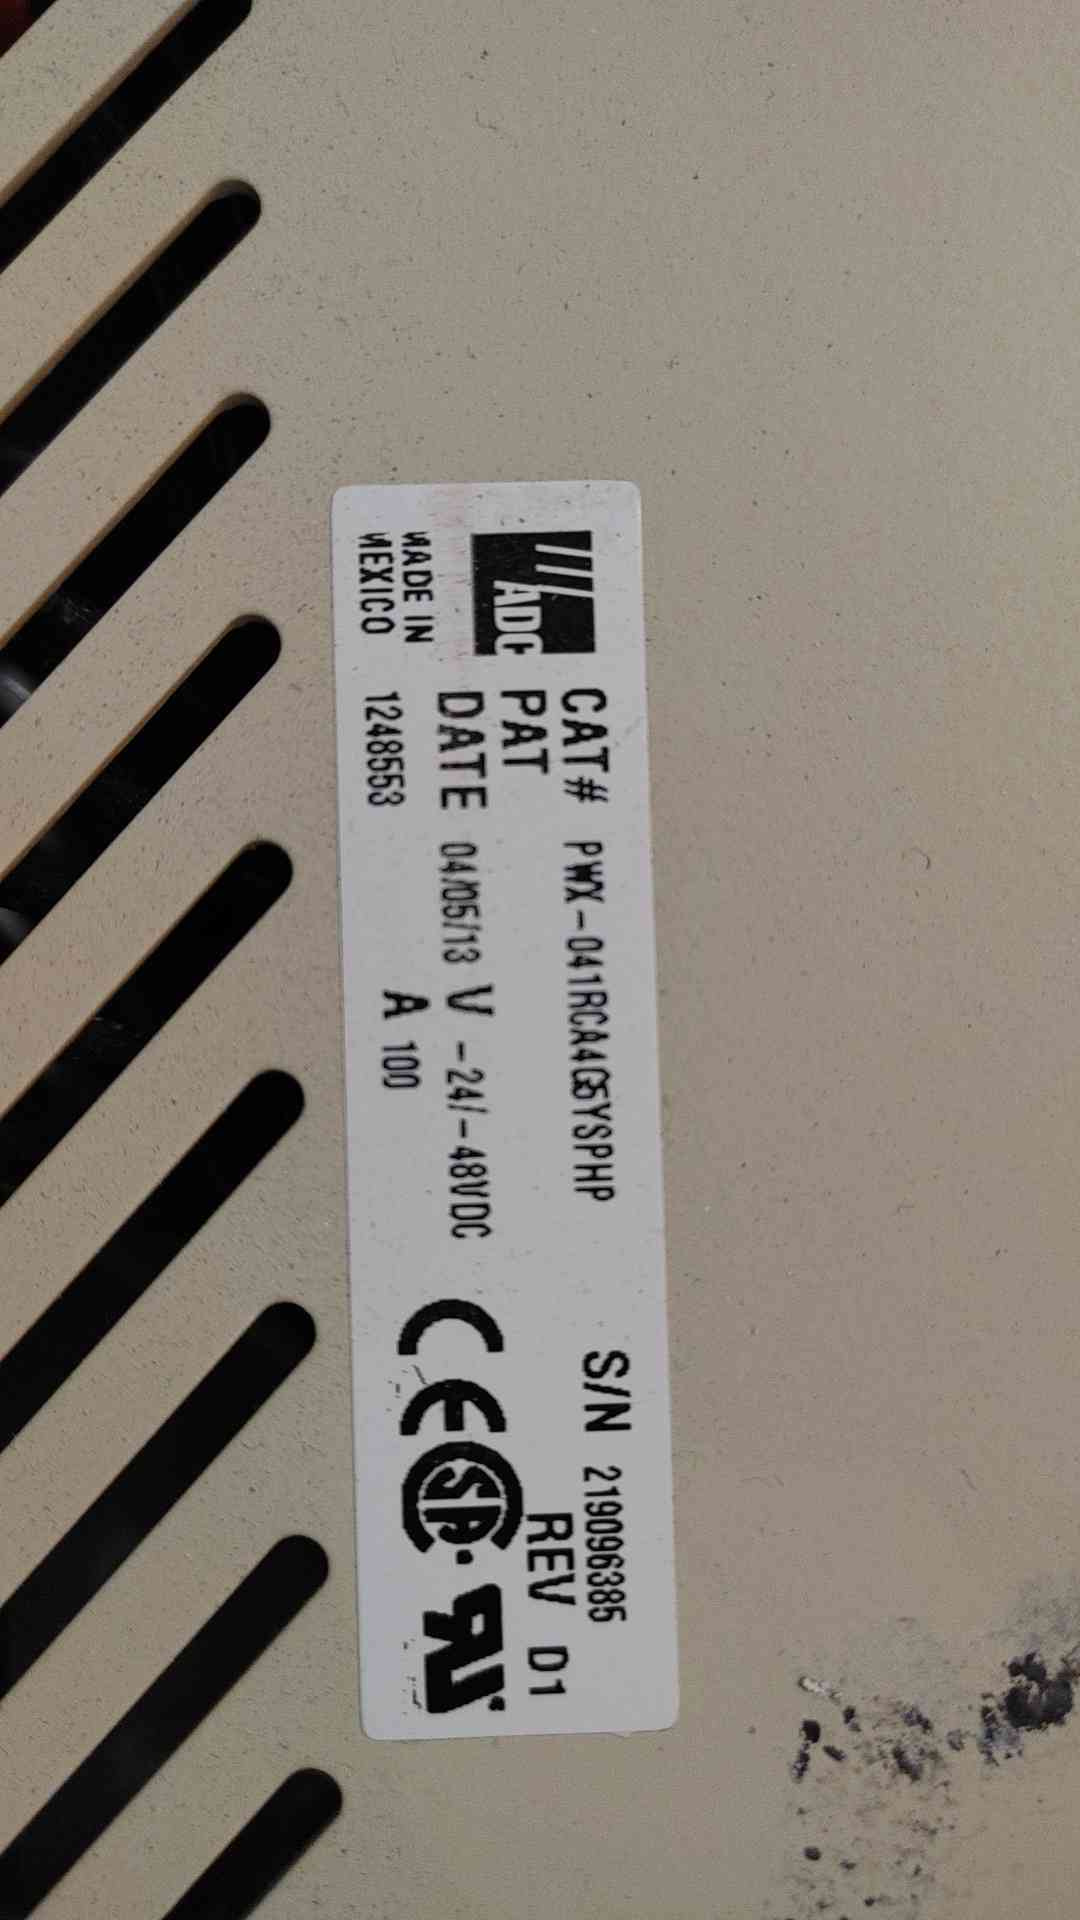 ADC
CAT# PWX-041RCA4G5YSPHP
S/N 219096385
PAT
REV D1
DATE 04/05/13
V -24/-48VDC
MADE IN
MEXICO
1248553
A 100
CE
SA